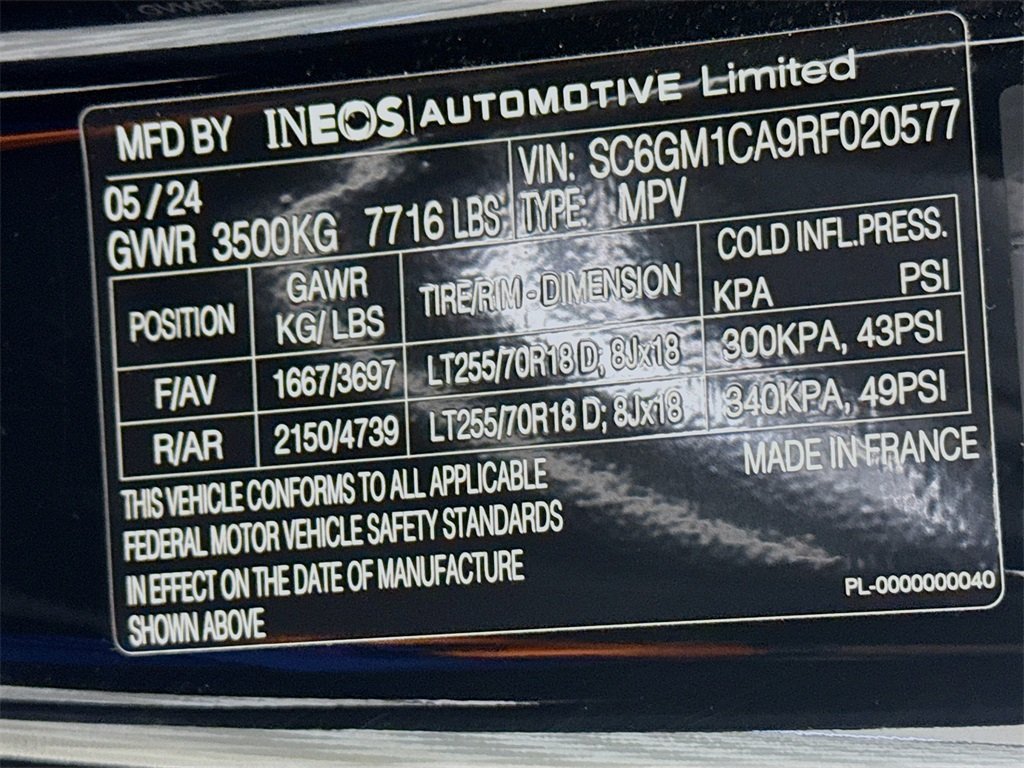 MFD BY INEOS | AUTOMOTIVE Limited
05/24 VIN: SC6GM1CA9RF020577
GVWR 3500KG 7716 LBS TYPE: MPV
POSITION GAWR KG/LBS TIRE/RIM - DIMENSION COLD INFL.PRESS. KPA PSI
F/AV 1667/3697 LT255/70R18 D; 8Jx18 300KPA, 43PSI
R/AR 2150/4739 LT255/70R18 D; 8Jx18 340KPA, 49PSI
MADE IN FRANCE
THIS VEHICLE CONFORMS TO ALL APPLICABLE
FEDERAL MOTOR VEHICLE SAFETY STANDARDS
IN EFFECT ON THE DATE OF MANUFACTURE
SHOWN ABOVE
PL-0000000040